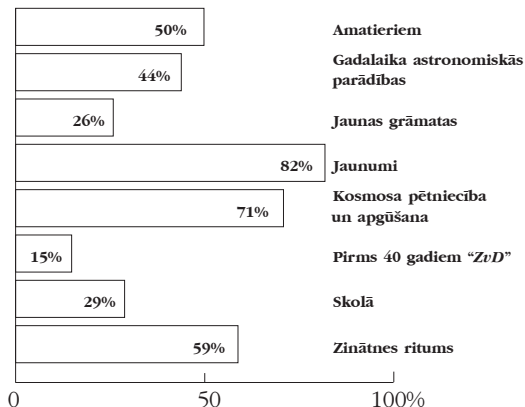 50% Amatieriem
44% Gadalaika astronomiskās
parādības
26% Jaunas grāmatas
82% Jaunumi
71% Kosmosa pētniecība
un apgūšana
15% Pirms 40 gadiem “ZvD”
29% Skolā
59% Zinātnes ritums
0 50 100%